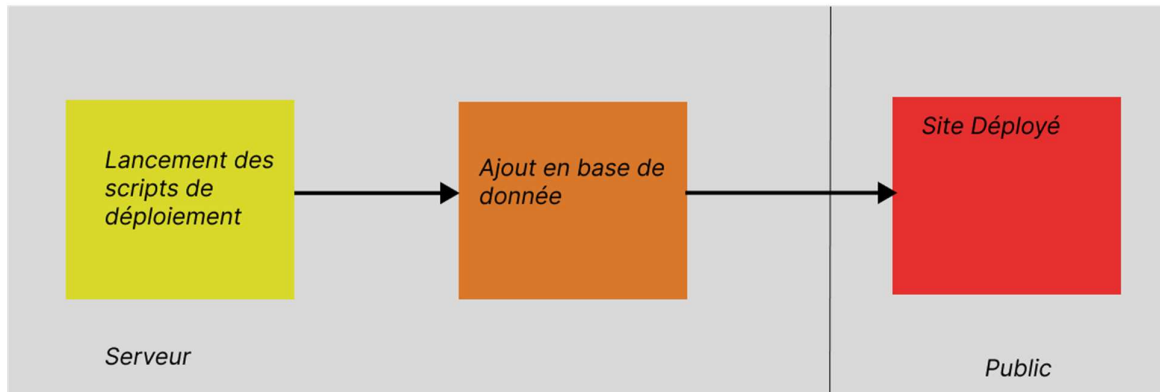 Lancement des
scripts de
déploiement
Ajout en base de
donnée
Site Déployé
Serveur
Public